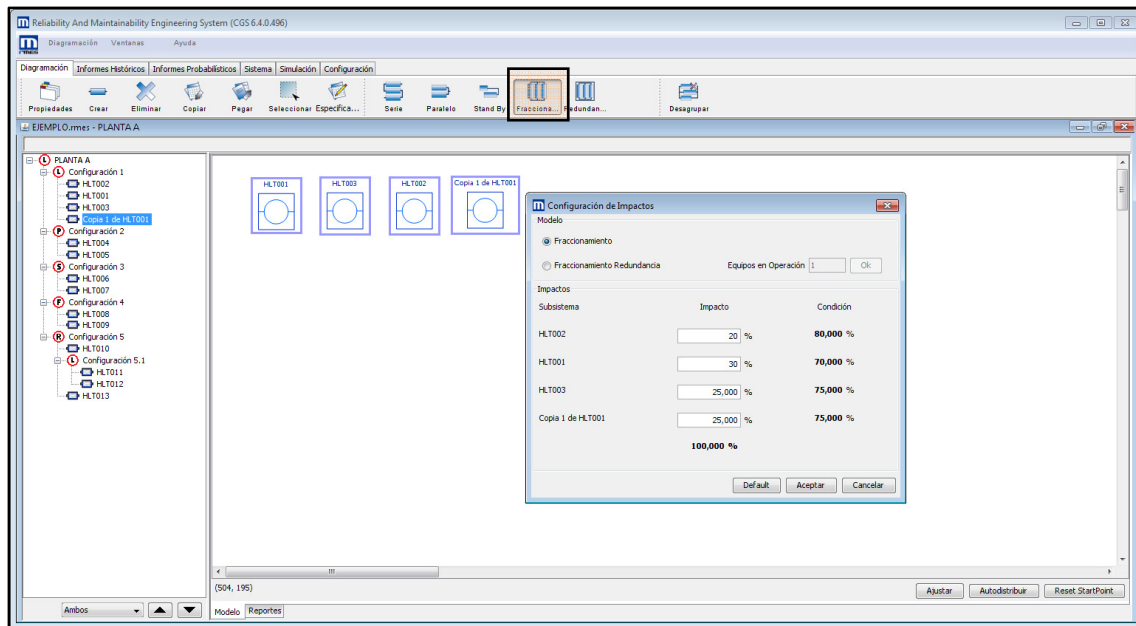 Reliability And Maintainability Engineering System (CGS 6.4.0.496)
Diagramación Ventanas Ayuda
Diagramación Informes Históricos Informes Probabilísticos Sistema Simulación Configuración
Propiedades Crear Eliminar Copiar Pegar Seleccionar Especifica... Serie Paralelo Stand By Fracciona... Redundan... Desagrupar
EJEMPLO.rmes - PLANTA A
L PLANTA A
L Configuración 1
HLT002
HLT001
HLT003
Copia 1 de HLT001
P Configuración 2
HLT004
HLT005
S Configuración 3
HLT006
HLT007
F Configuración 4
HLT008
HLT009
R Configuración 5
HLT010
L Configuración 5.1
HLT011
HLT012
HLT013
Ambos
HLT001 HLT003 HLT002 Copia 1 de HLT001
Configuración de Impactos
Modelo
Fraccionamiento
Fraccionamiento Redundancia Equipos en Operación 1 Ok
Impactos
Subsistema Impacto Condición
HLT002 20 % 80,000 %
HLT001 30 % 70,000 %
HLT003 25,000 % 75,000 %
Copia 1 de HLT001 25,000 % 75,000 %
100,000 %
Default Aceptar Cancelar
(504, 195)
Ajustar Autodistribuir Reset StartPoint
Modelo Reportes